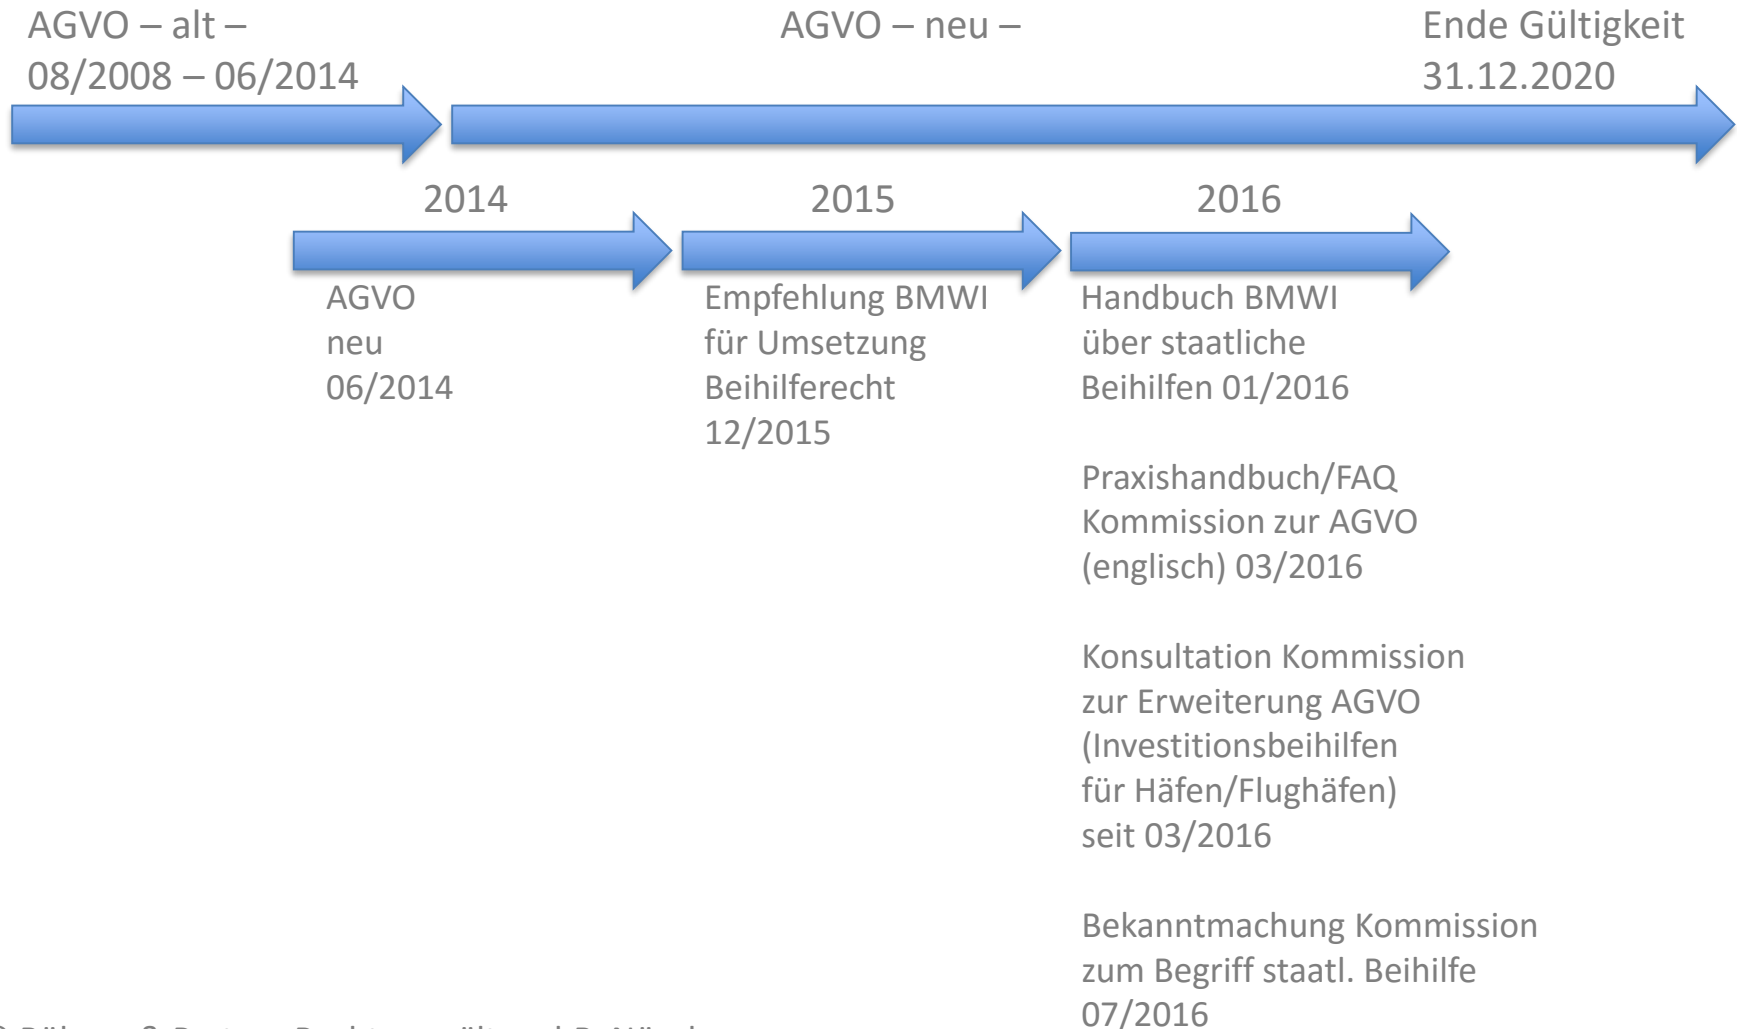 AGVO – alt –
08/2008 – 06/2014
AGVO – neu –
Ende Gültigkeit
31.12.2020
2014
2015
2016
AGVO
neu
06/2014
Empfehlung BMWI
für Umsetzung
Beihilferecht
12/2015
Handbuch BMWI
über staatliche
Beihilfen 01/2016
Praxishandbuch/FAQ
Kommission zur AGVO
(englisch) 03/2016
Konsultation Kommission
zur Erweiterung AGVO
(Investitionsbeihilfen
für Häfen/Flughäfen)
seit 03/2016
Bekanntmachung Kommission
zum Begriff staatl. Beihilfe
07/2016